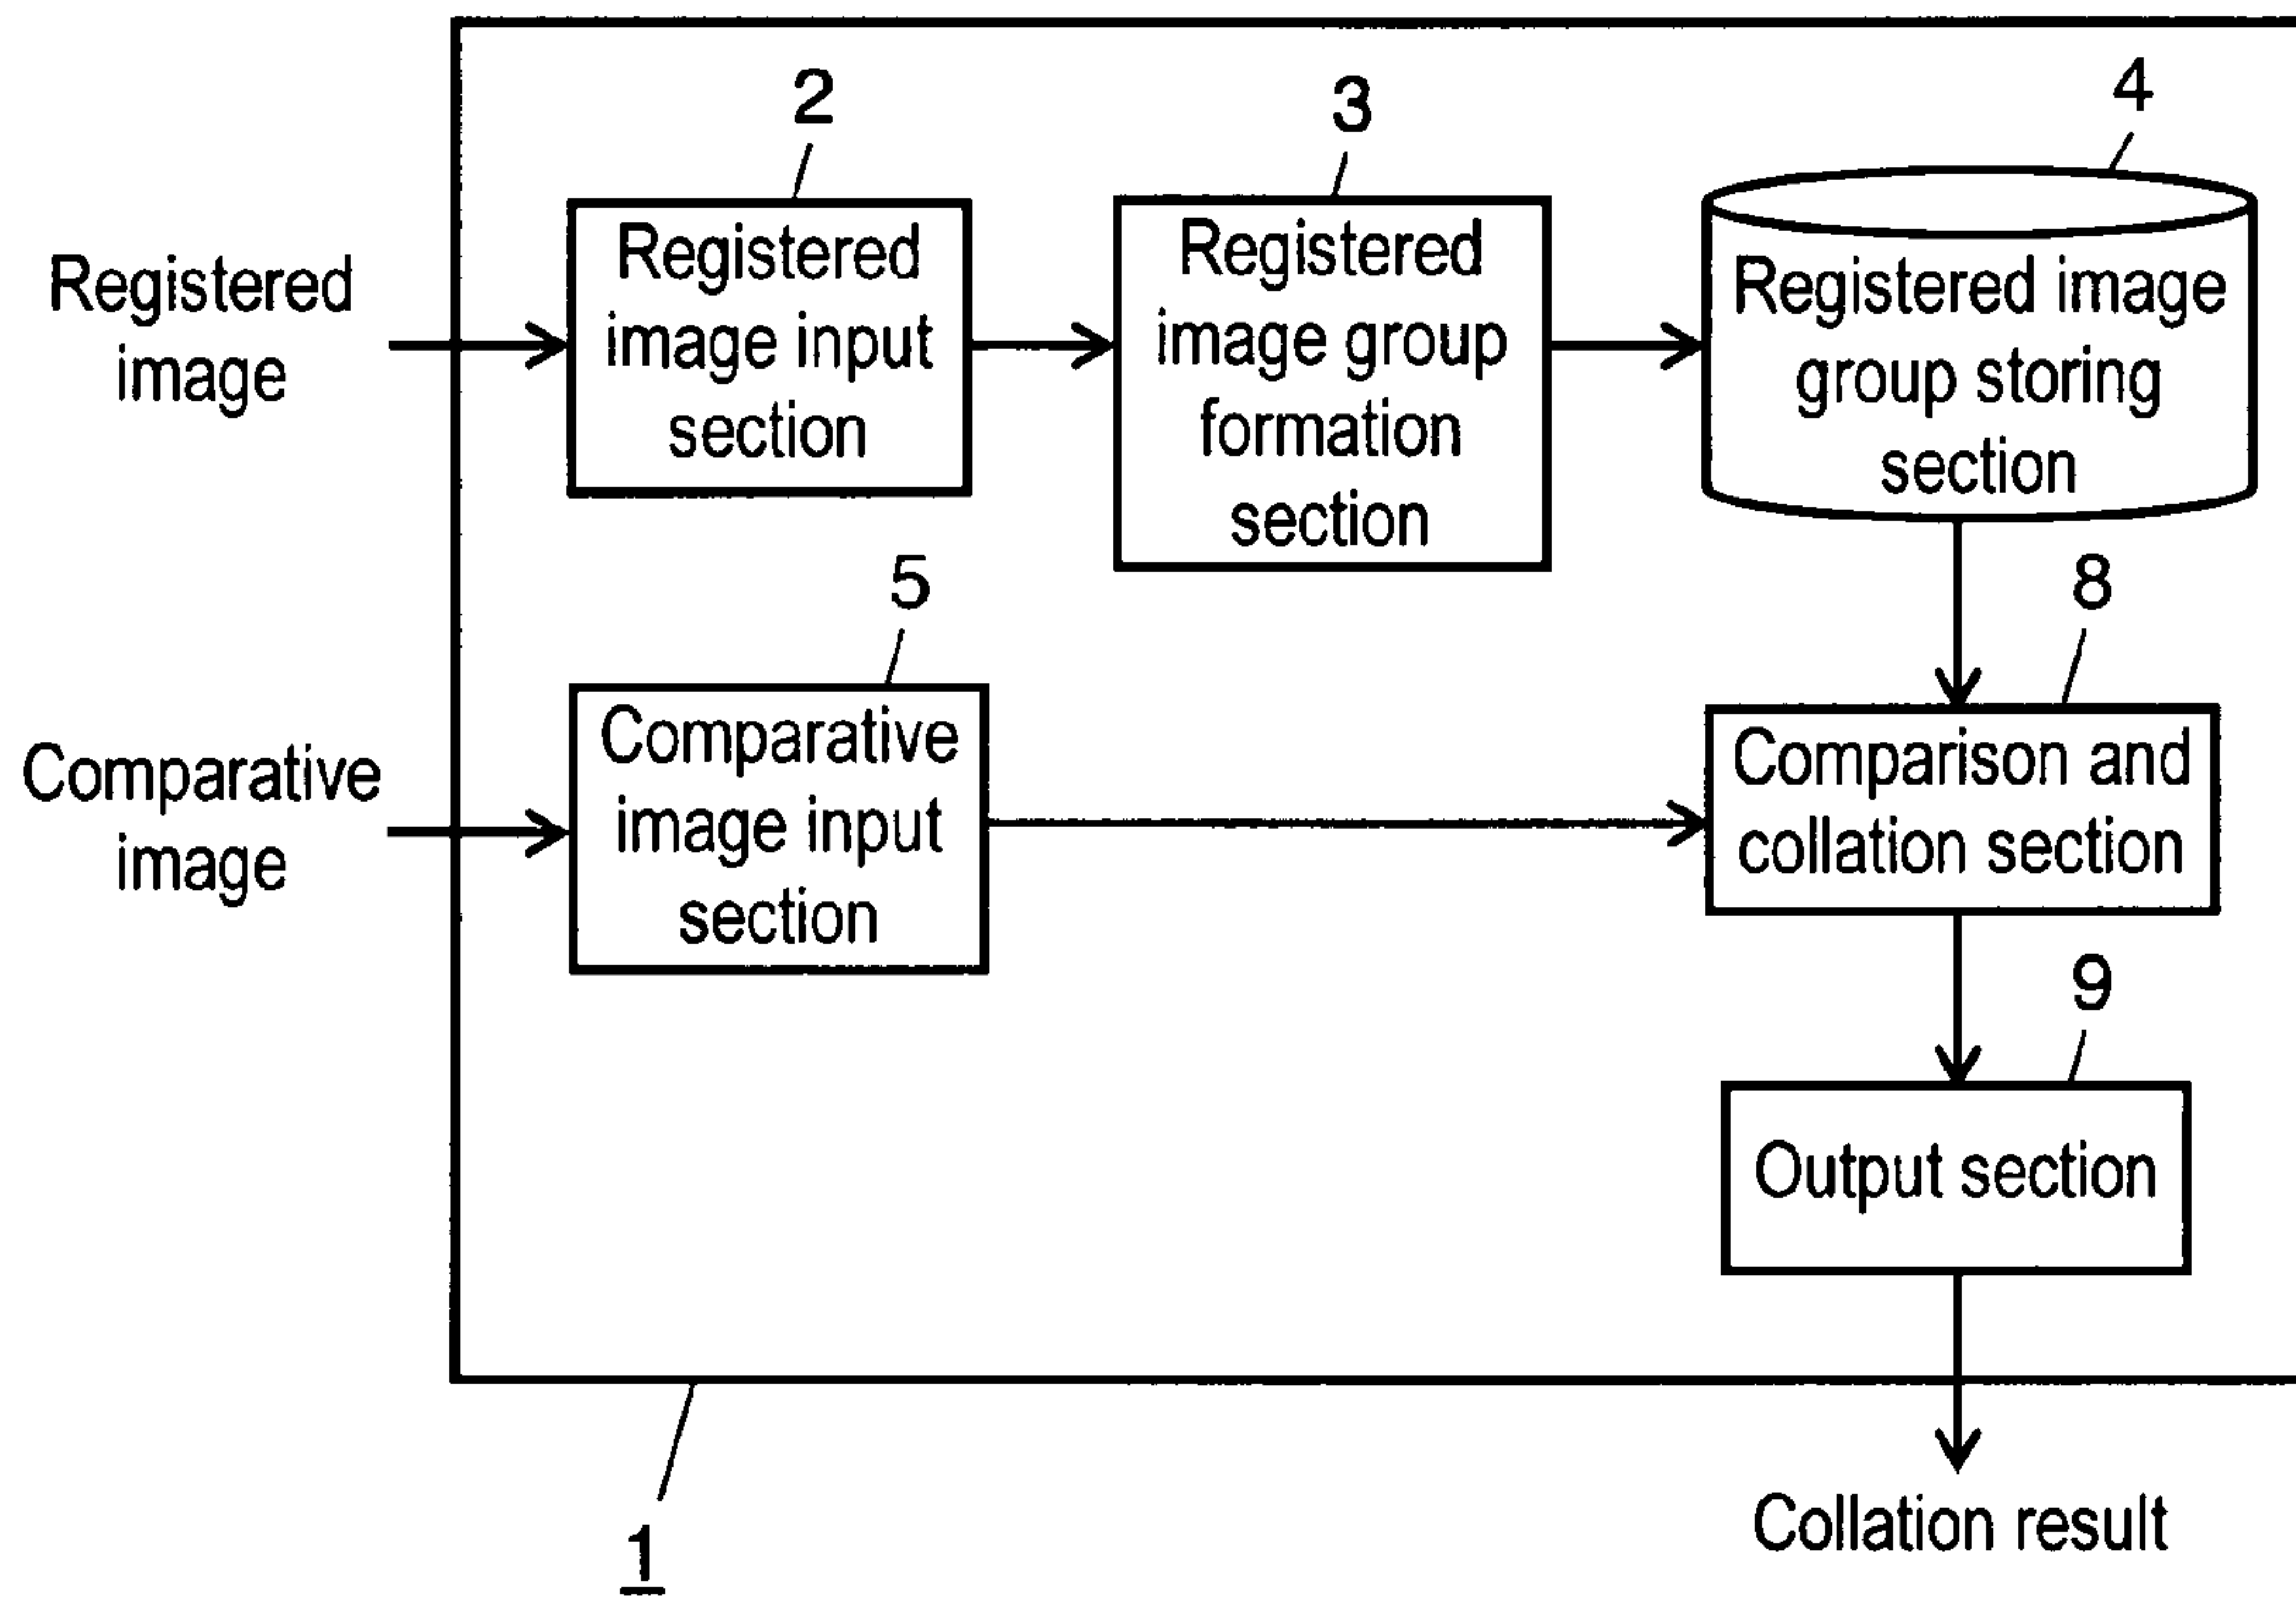 2
3
4
Registered
image
Registered
image input
section
Registered
image group
formation
section
Registered image
group storing
section
5
8
Comparative
image
Comparative
image input
section
Comparison and
collation section
9
Output section
1
Collation result